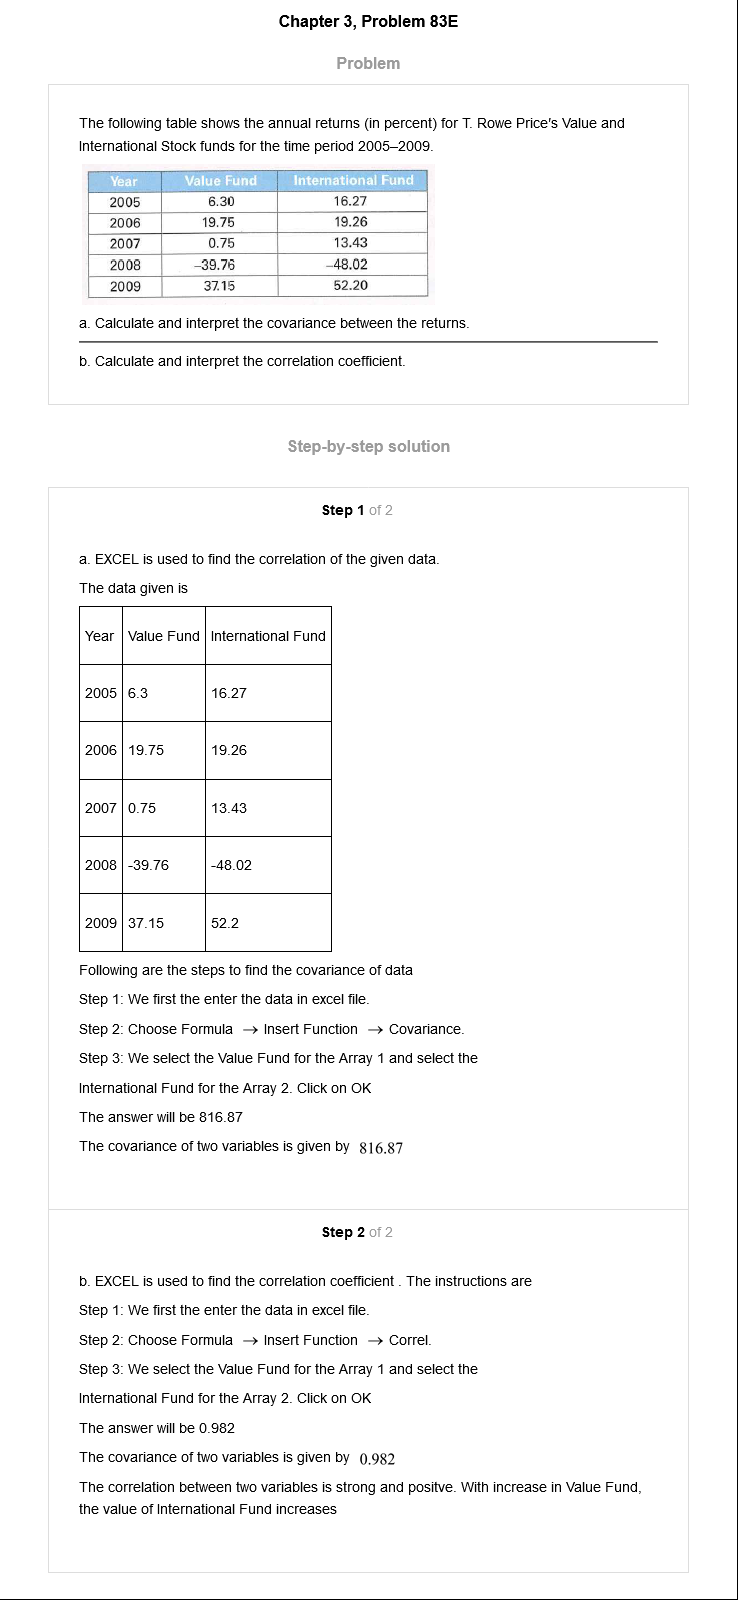 Chapter 3, Problem 83E
Problem
The following table shows the annual returns (in percent) for T. Rowe Price's Value and
International Stock funds for the time period 2005–2009.
Year Value Fund International Fund
2005 6.30 16.27
2006 19.75 19.26
2007 0.75 13.43
2008 –39.76 –48.02
2009 37.15 52.20
a. Calculate and interpret the covariance between the returns.
b. Calculate and interpret the correlation coefficient.
Step-by-step solution
Step 1 of 2
a. EXCEL is used to find the correlation of the given data.
The data given is
Year Value Fund International Fund
2005 6.3 16.27
2006 19.75 19.26
2007 0.75 13.43
2008 -39.76 -48.02
2009 37.15 52.2
Following are the steps to find the covariance of data
Step 1: We first the enter the data in excel file.
Step 2: Choose Formula → Insert Function → Covariance.
Step 3: We select the Value Fund for the Array 1 and select the
International Fund for the Array 2. Click on OK
The answer will be 816.87
The covariance of two variables is given by 816.87
Step 2 of 2
b. EXCEL is used to find the correlation coefficient . The instructions are
Step 1: We first the enter the data in excel file.
Step 2: Choose Formula → Insert Function → Correl.
Step 3: We select the Value Fund for the Array 1 and select the
International Fund for the Array 2. Click on OK
The answer will be 0.982
The covariance of two variables is given by 0.982
The correlation between two variables is strong and positve. With increase in Value Fund,
the value of International Fund increases